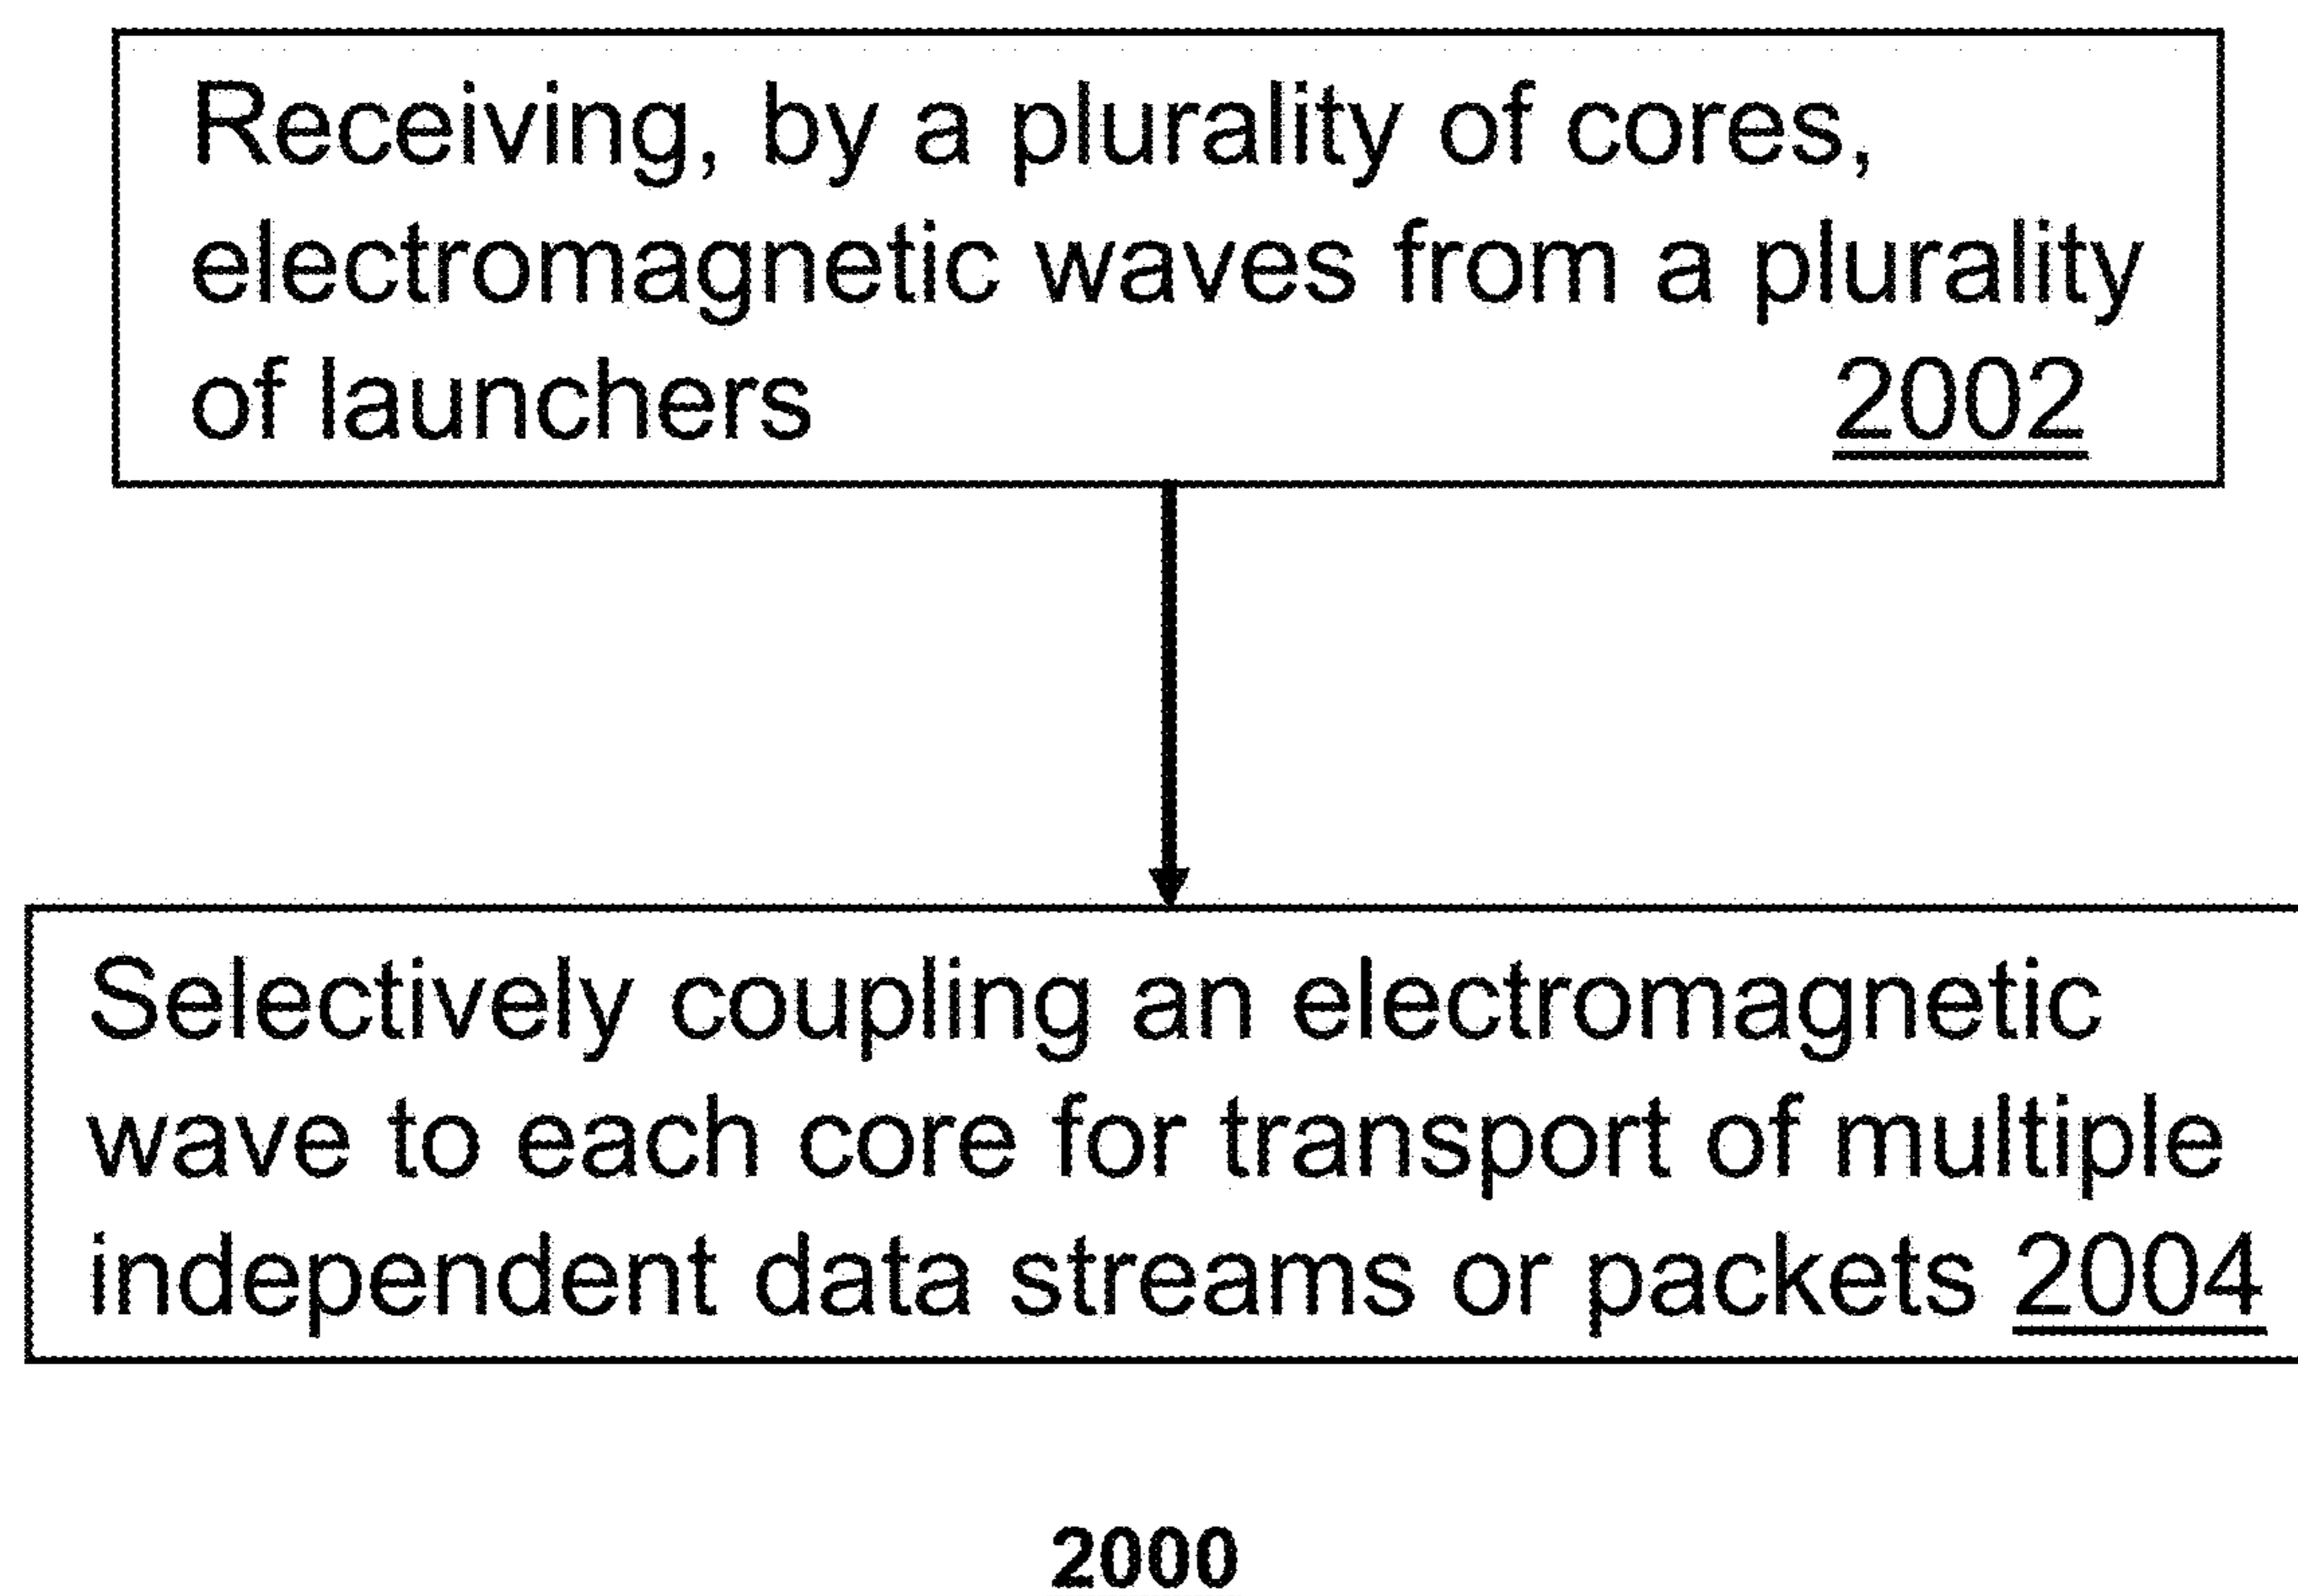 Receiving, by a plurality of cores,
electromagnetic waves from a plurality
of launchers 2002
Selectively coupling an electromagnetic
wave to each core for transport of multiple
independent data streams or packets 2004
2000